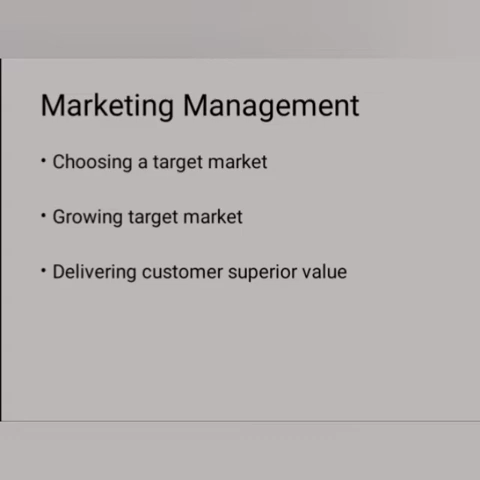 Marketing Management
• Choosing a target market
• Growing target market
• Delivering customer superior value